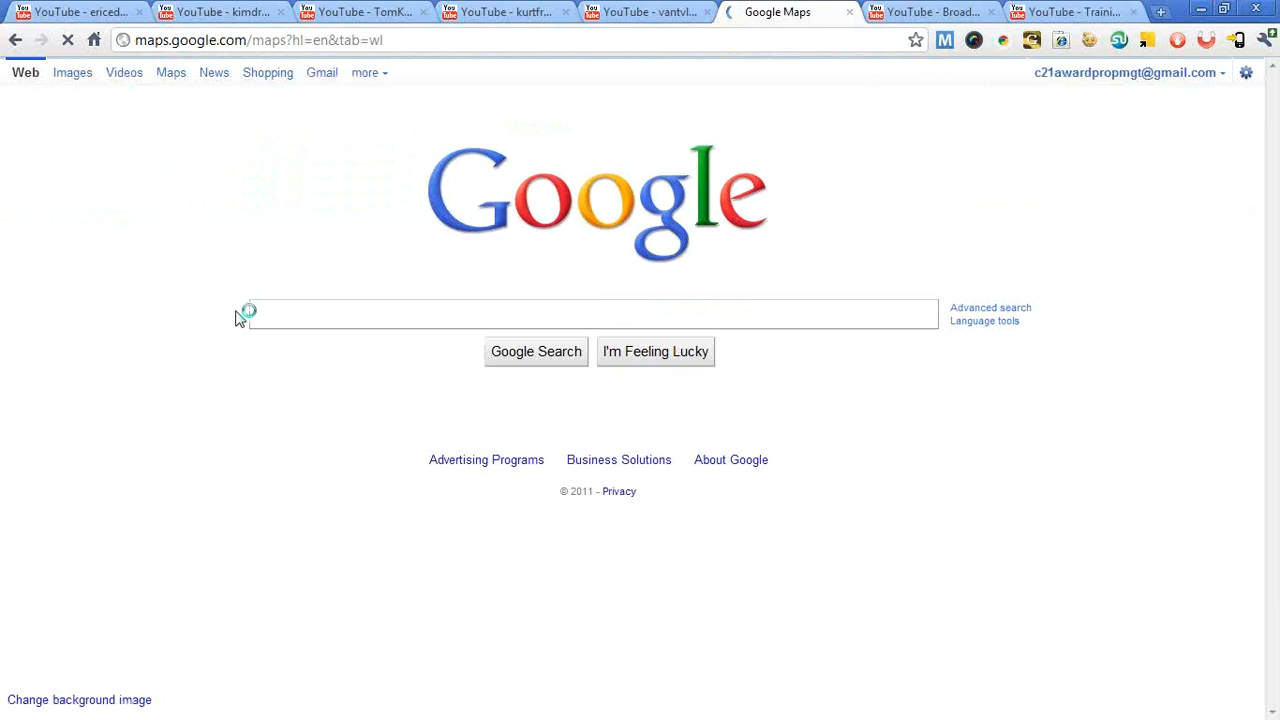 YouTube - ericed... YouTube - kimdr... YouTube - TomK... YouTube - kurtfr... YouTube - vantvl... Google Maps YouTube - Broad... YouTube - Traini...
maps.google.com/maps?hl=en&tab=wl
Web Images Videos Maps News Shopping Gmail more c21awardpropmgt@gmail.com
Google
Advanced search
Language tools
Google Search I'm Feeling Lucky
Advertising Programs Business Solutions About Google
© 2011 - Privacy
Change background image